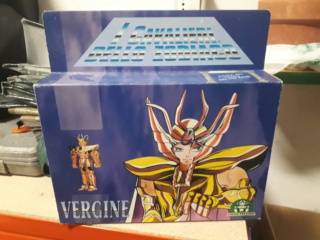 I CAVALIERI
DELLO ZODIACO
VERGINE